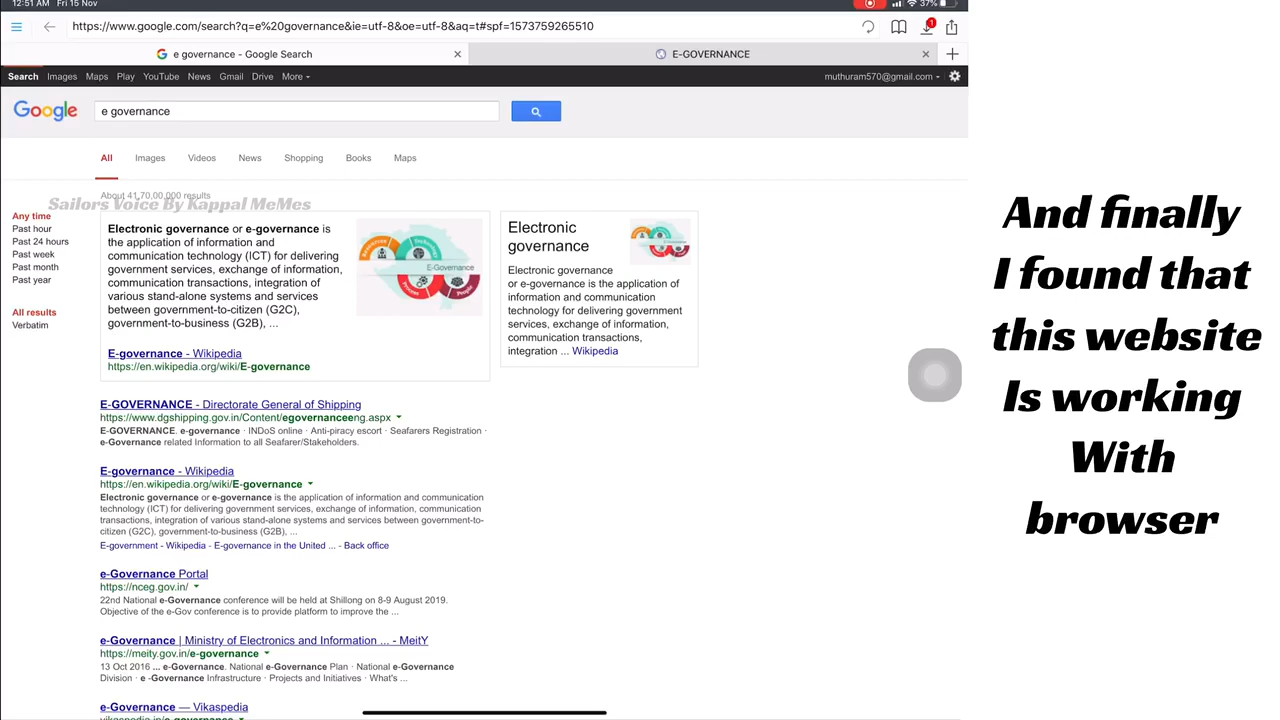 12:51 AM Fri 15 Nov
37%
https://www.google.com/search?q=e%20governance&ie=utf-8&oe=utf-8&aq=t#spf=1573759265510
1
e governance - Google Search
E-GOVERNANCE
Search Images Maps Play YouTube News Gmail Drive More
muthuram570@gmail.com
Google
e governance
All Images Videos News Shopping Books Maps
About 41,70,00,000 results
Sailors Voice By Kappal MeMes
Any time
Past hour
Past 24 hours
Past week
Past month
Past year
All results
Verbatim
Electronic governance or e-governance is
the application of information and
communication technology (ICT) for delivering
government services, exchange of information,
communication transactions, integration of
various stand-alone systems and services
between government-to-citizen (G2C),
government-to-business (G2B), ...
E-Governance
E-governance - Wikipedia
https://en.wikipedia.org/wiki/E-governance
Electronic
governance
Electronic governance
or e-governance is the application of
information and communication
technology for delivering government
services, exchange of information,
communication transactions,
integration ... Wikipedia
E-GOVERNANCE - Directorate General of Shipping
https://www.dgshipping.gov.in/Content/egovernanceeng.aspx
E-GOVERNANCE. e-governance · INDoS online · Anti-piracy escort · Seafarers Registration ·
e-Governance related Information to all Seafarer/Stakeholders.
E-governance - Wikipedia
https://en.wikipedia.org/wiki/E-governance
Electronic governance or e-governance is the application of information and communication
technology (ICT) for delivering government services, exchange of information, communication
transactions, integration of various stand-alone systems and services between government-to-
citizen (G2C), government-to-business (G2B), ...
E-government - Wikipedia - E-governance in the United ... - Back office
e-Governance Portal
https://nceg.gov.in/
22nd National e-Governance conference will be held at Shillong on 8-9 August 2019.
Objective of the e-Gov conference is to provide platform to improve the ...
e-Governance | Ministry of Electronics and Information ... - MeitY
https://meity.gov.in/e-governance
13 Oct 2016 ... e-Governance. National e-Governance Plan · National e-Governance
Division · e -Governance Infrastructure · Projects and Initiatives · What's ...
e-Governance — Vikaspedia
vikaspedia.in/e-governance
And finally
I found that
this website
Is working
With
browser